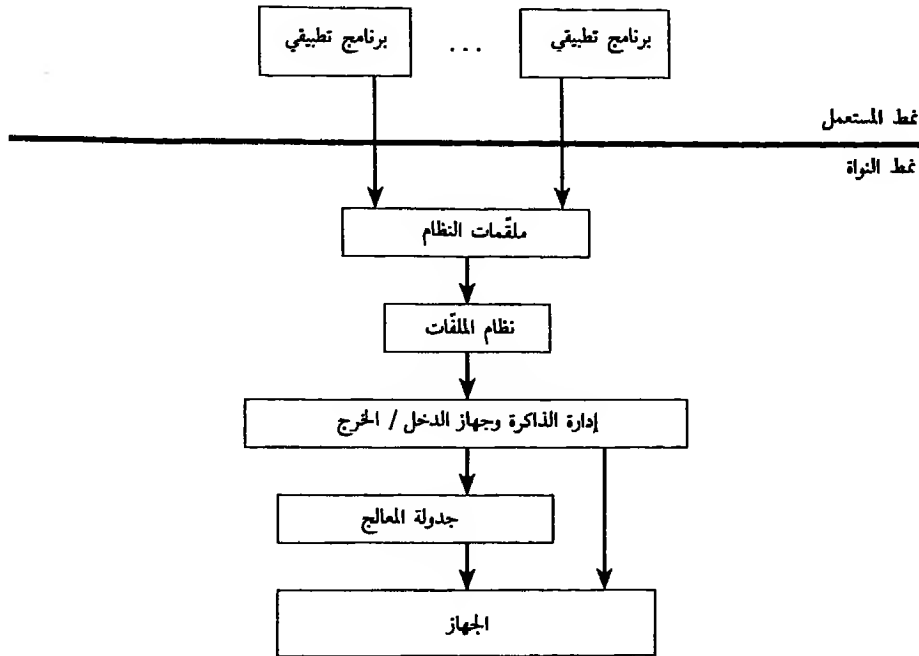 برنامج تطبيقي ... برنامج تطبيقي
نمط المستعمل
نمط النواة
ملقّمات النظام
نظام الملفّات
إدارة الذاكرة وجهاز الدخل / الخرج
جدولة المعالج
الجهاز